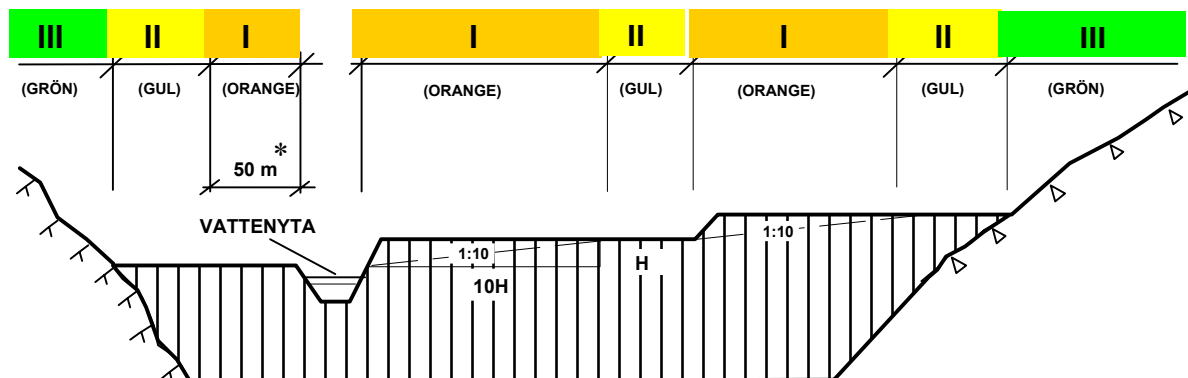 III II I I II I II III
(GRÖN) (GUL) (ORANGE) (ORANGE) (GUL) (ORANGE) (GUL) (GRÖN)
50 m *
VATTENYTA
1:10 H 1:10
10H